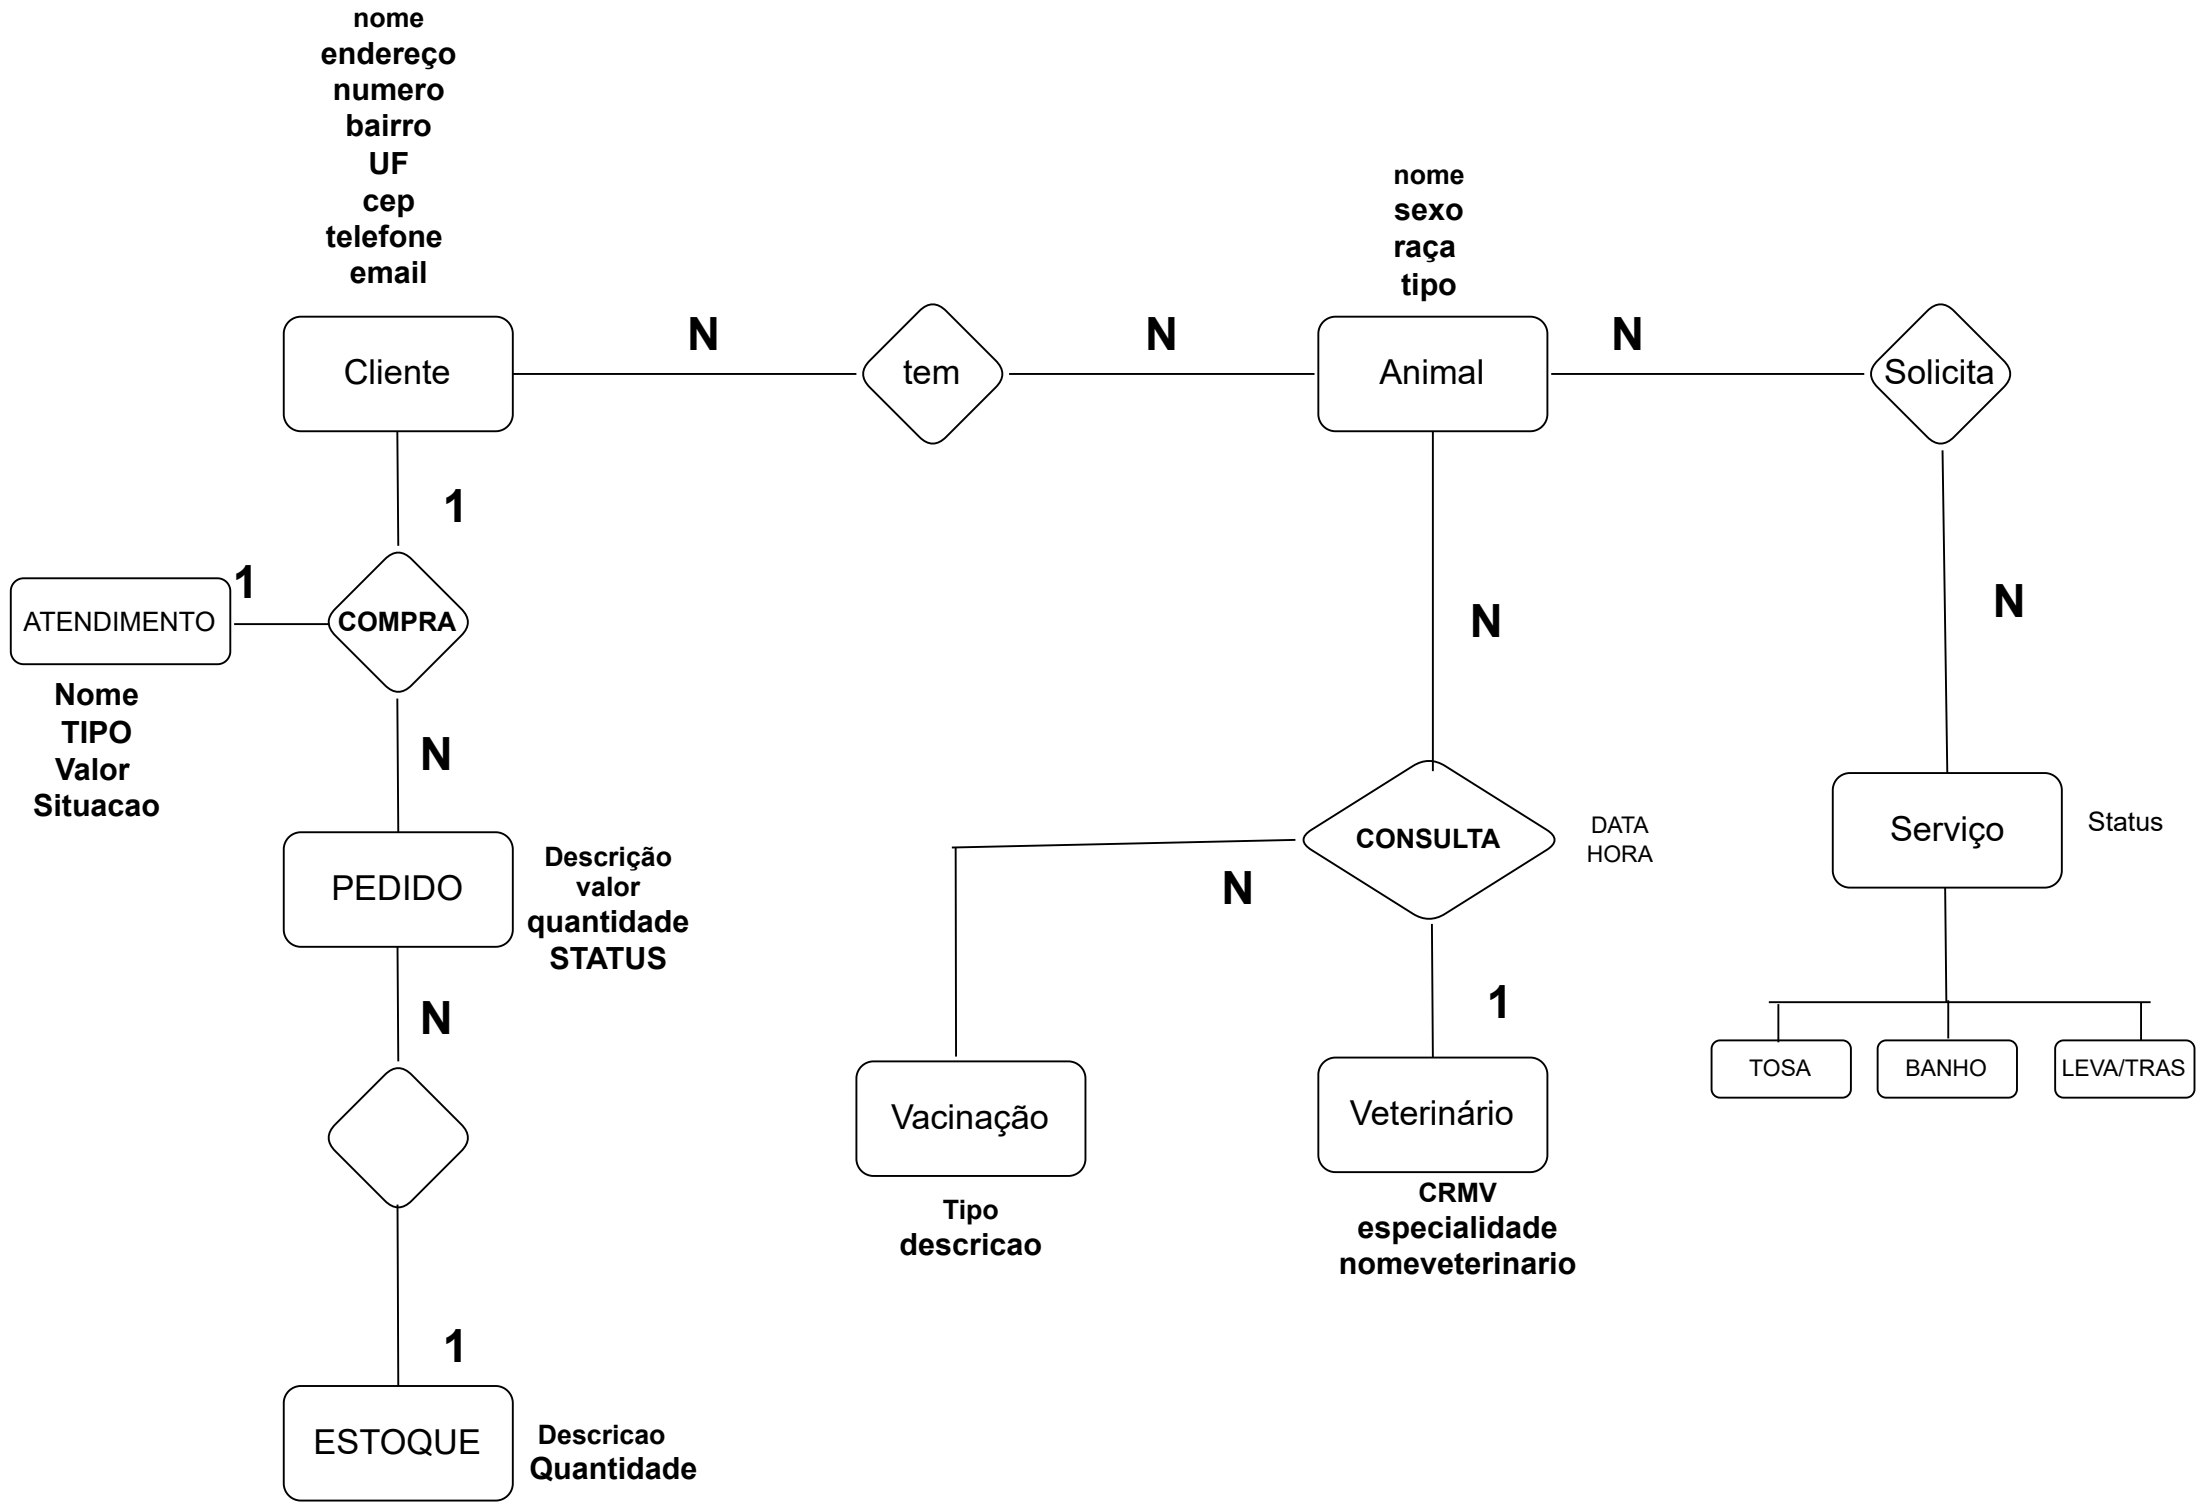 nome
endereço
numero
bairro
UF
cep
telefone
email
nome
sexo
raça
tipo
Cliente
N
tem
N
Animal
N
Solicita
1
1
ATENDIMENTO
COMPRA
Nome
TIPO
Valor
Situacao
N
N
N
PEDIDO
Descrição
valor
quantidade
STATUS
CONSULTA
DATA
HORA
N
Serviço
Status
N
1
TOSA
BANHO
LEVA/TRAS
Vacinação
Tipo
descricao
Veterinário
CRMV
especialidade
nomeveterinario
1
ESTOQUE
Descricao
Quantidade